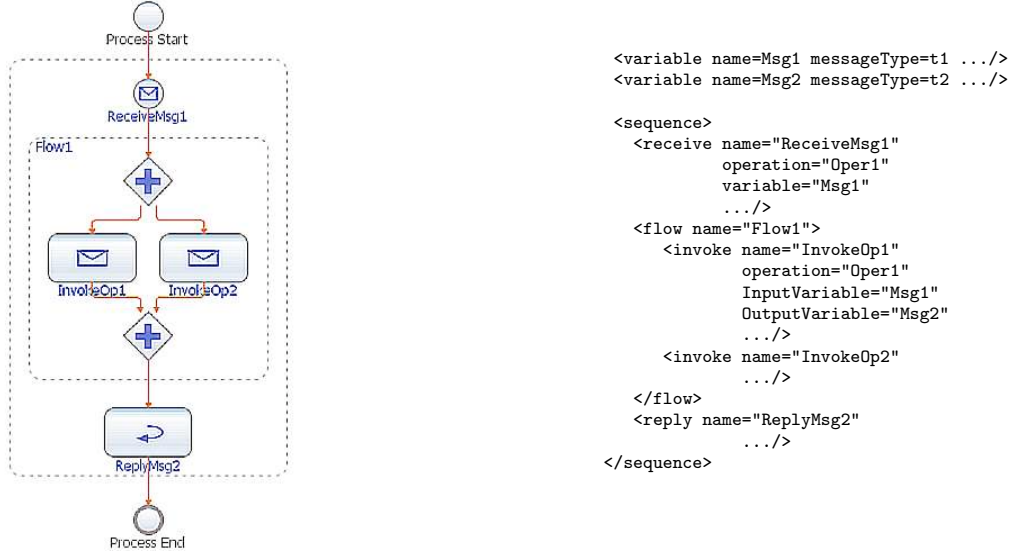 Process Start
ReceiveMsg1
Flow1
InvokeOp1
InvokeOp2
ReplyMsg2
Process End
<variable name=Msg1 messageType=t1 .../>
<variable name=Msg2 messageType=t2 .../>
<sequence>
<receive name="ReceiveMsg1"
operation="Oper1"
variable="Msg1"
.../>
<flow name="Flow1">
<invoke name="InvokeOp1"
operation="Oper1"
InputVariable="Msg1"
OutputVariable="Msg2"
.../>
<invoke name="InvokeOp2"
.../>
</flow>
<reply name="ReplyMsg2"
.../>
</sequence>